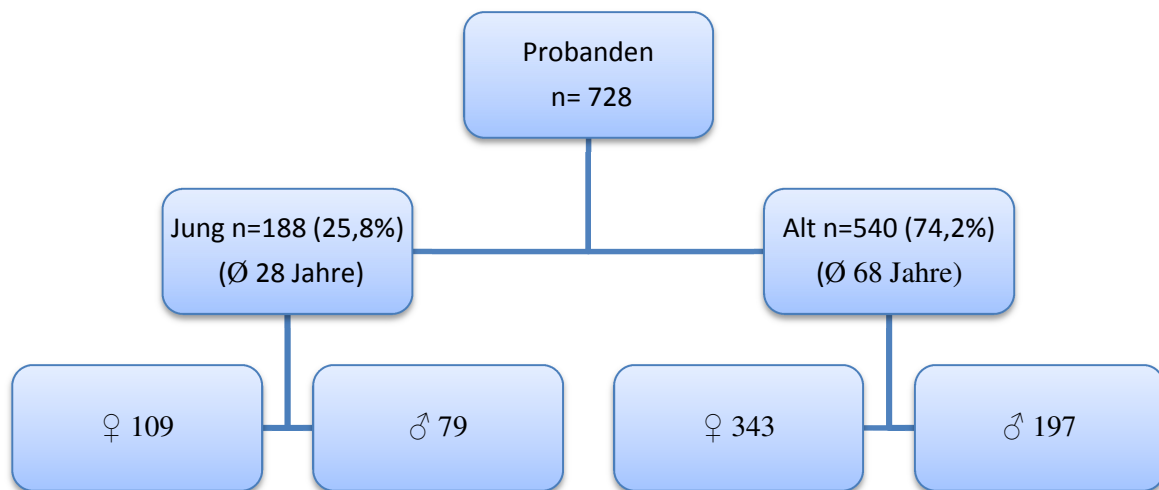 Probanden
n= 728
Jung n=188 (25,8%)
(Ø 28 Jahre)
Alt n=540 (74,2%)
(Ø 68 Jahre)
♀ 109
♂ 79
♀ 343
♂ 197